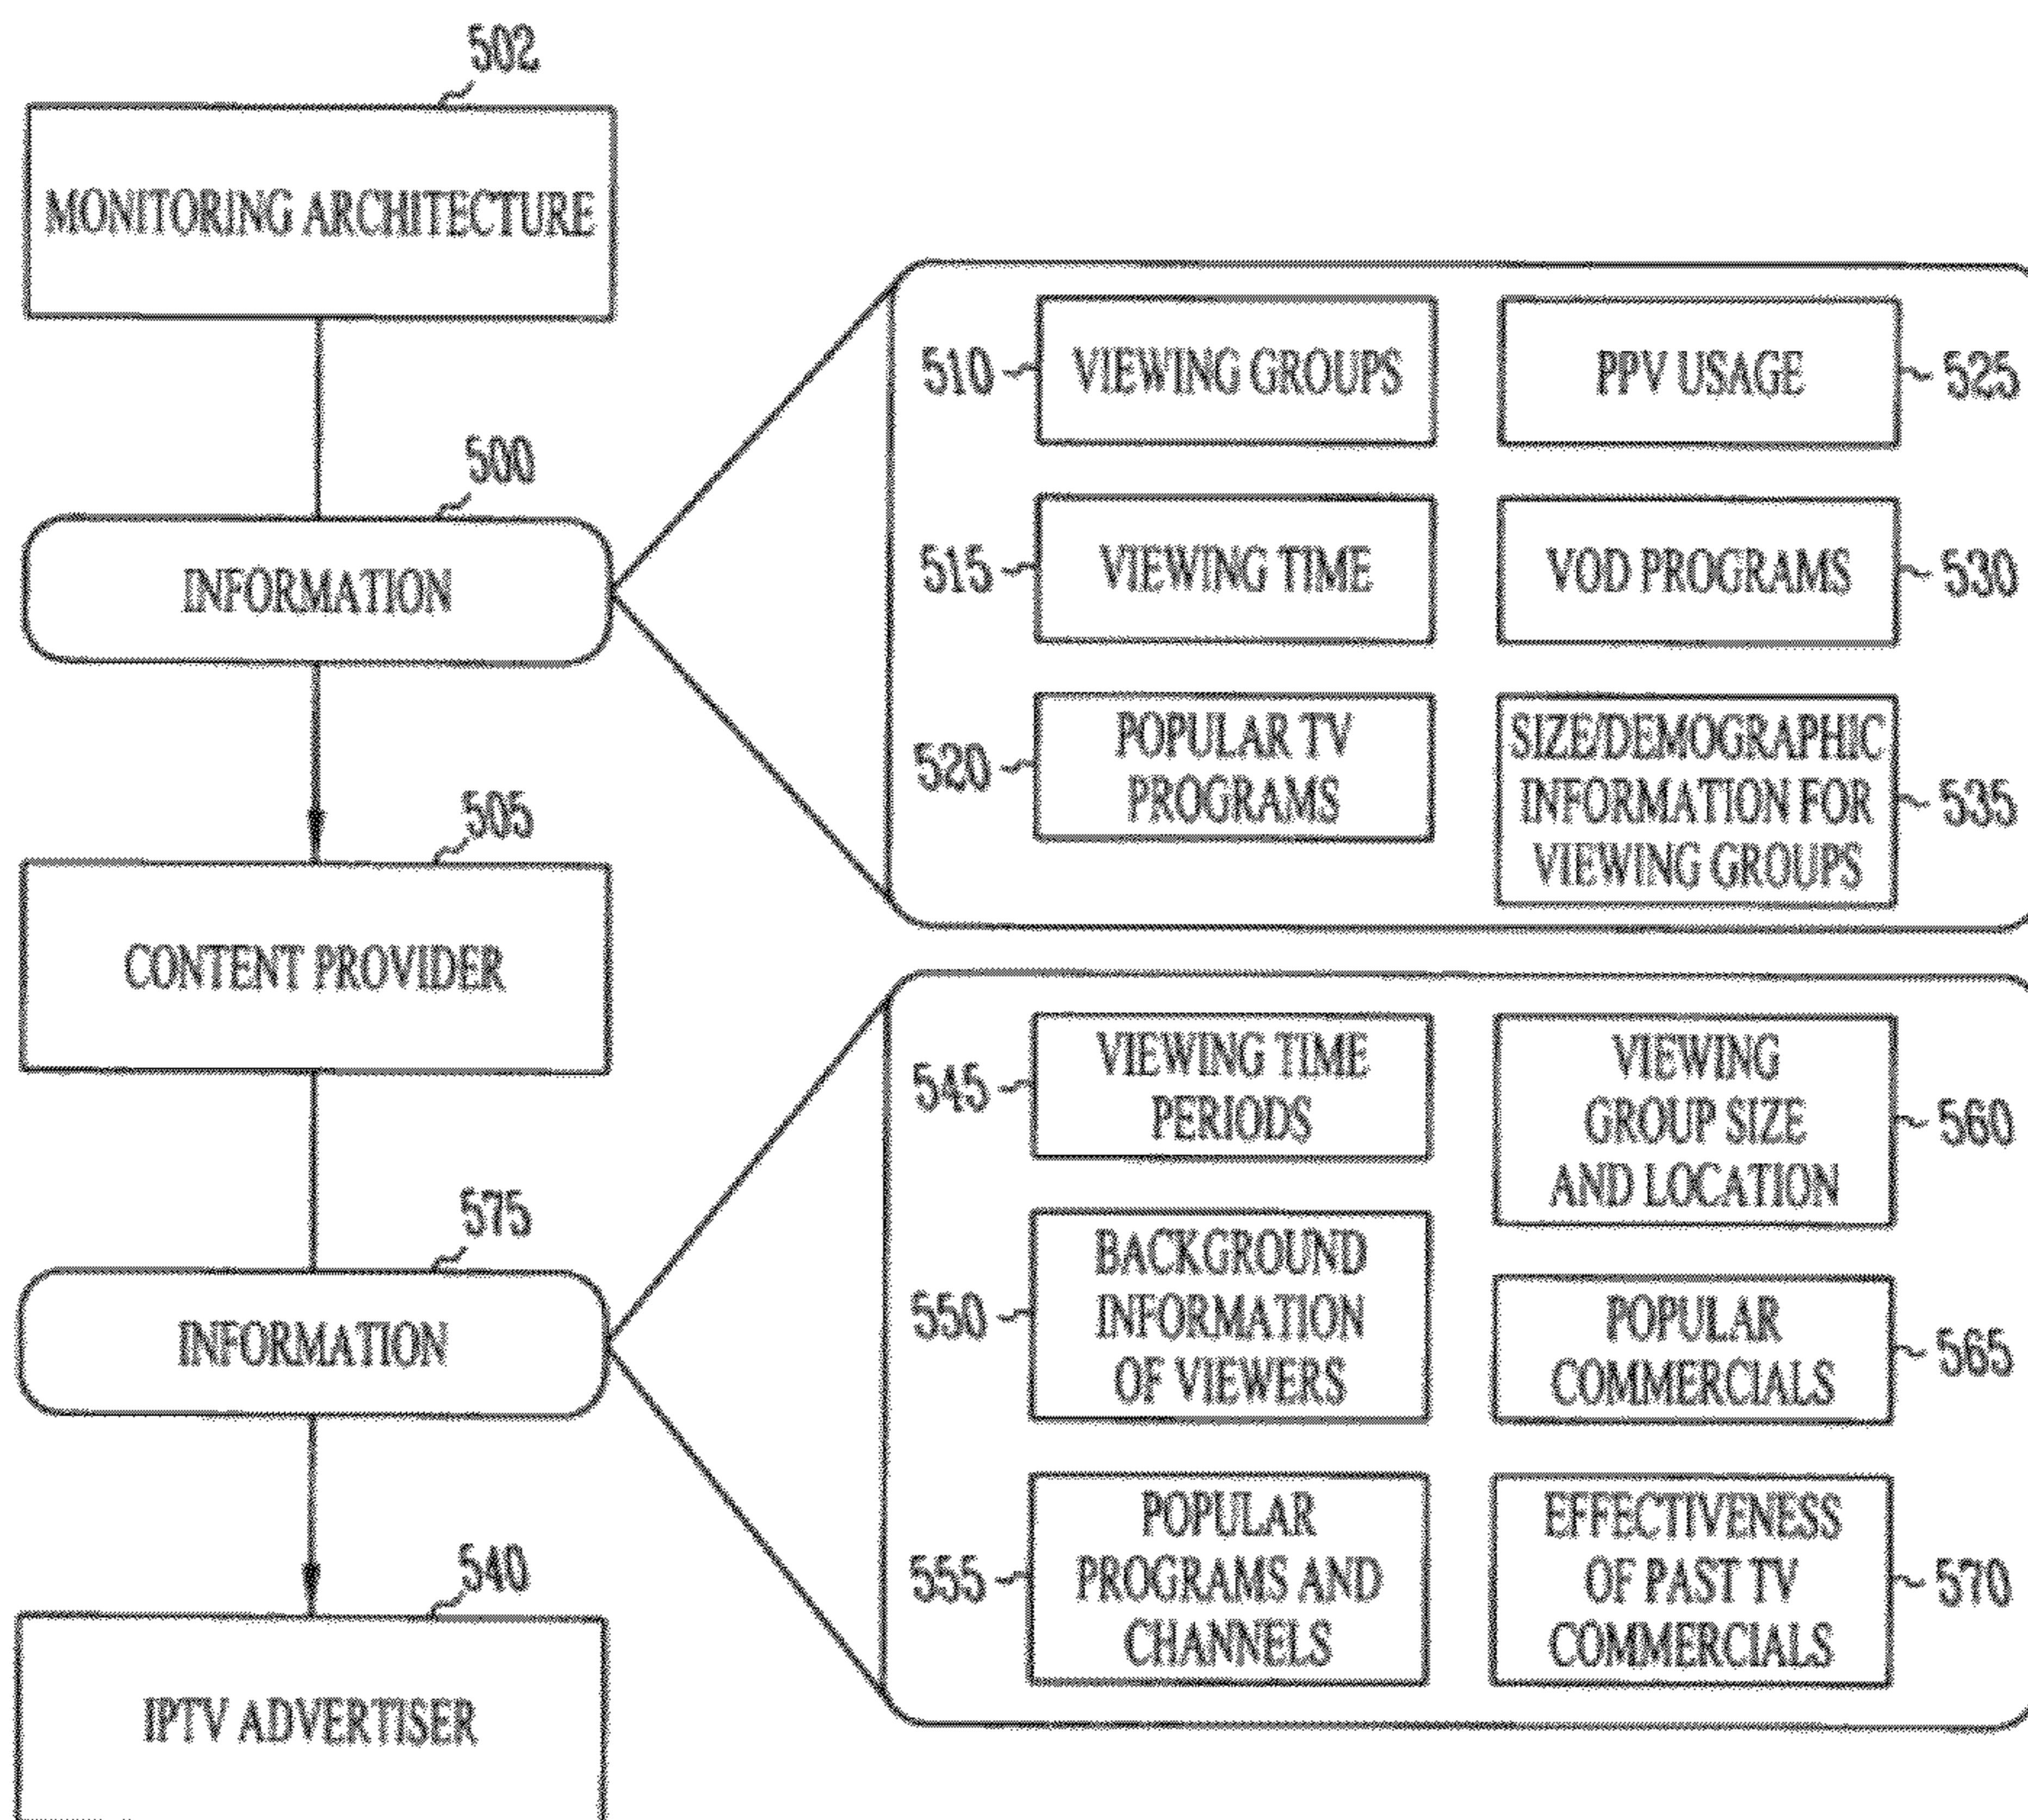 502
MONITORING ARCHITECTURE
500
INFORMATION
510
VIEWING GROUPS
PPV USAGE
525
515
VIEWING TIME
VOD PROGRAMS
530
520
POPULAR TV
PROGRAMS
SIZE/DEMOGRAPHIC
INFORMATION FOR
VIEWING GROUPS
535
505
CONTENT PROVIDER
575
INFORMATION
545
VIEWING TIME
PERIODS
VIEWING
GROUP SIZE
AND LOCATION
560
550
BACKGROUND
INFORMATION
OF VIEWERS
POPULAR
COMMERCIALS
565
555
POPULAR
PROGRAMS AND
CHANNELS
EFFECTIVENESS
OF PAST TV
COMMERCIALS
570
540
IPTV ADVERTISER